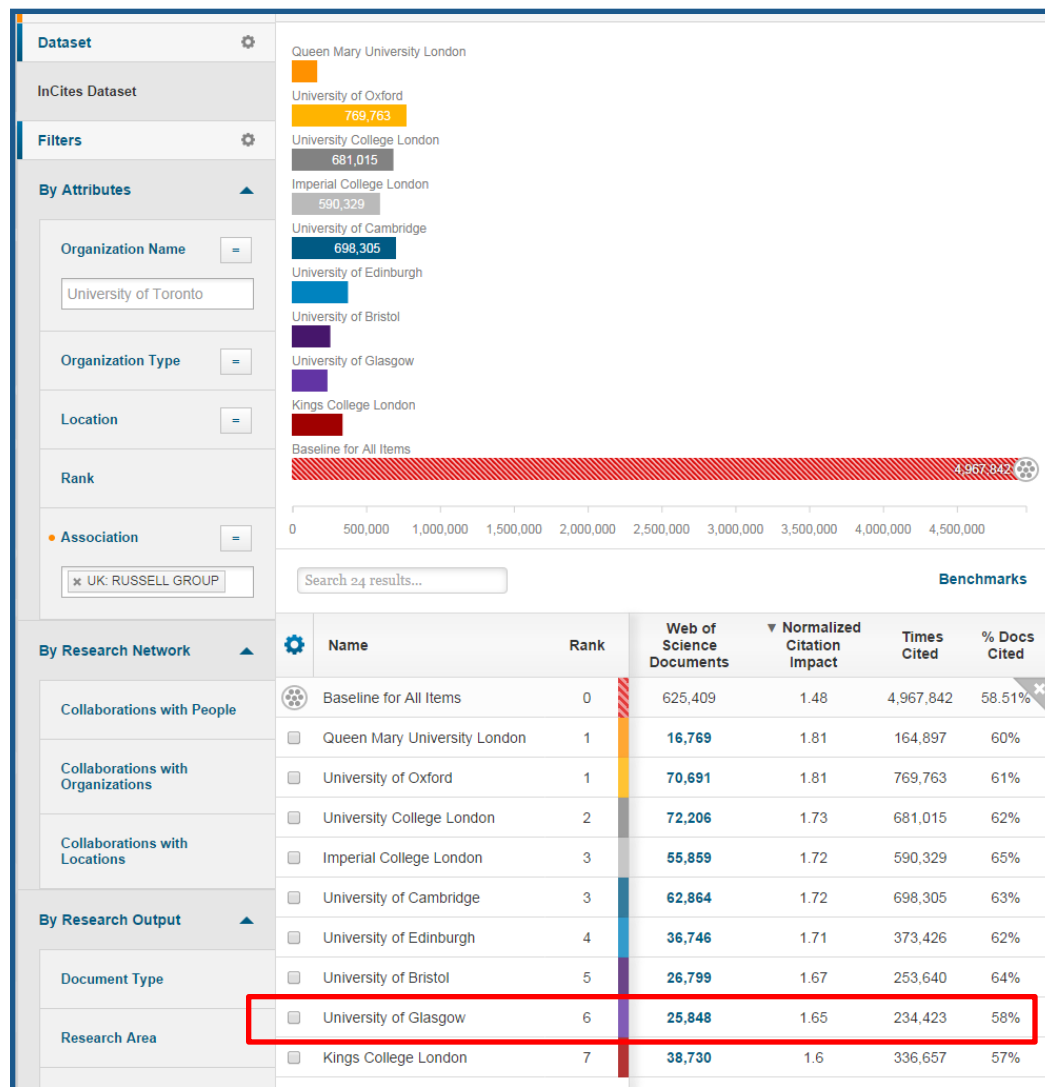 Dataset
InCites Dataset
Filters
By Attributes
Organization Name =
University of Toronto
Organization Type =
Location =
Rank
Association =
× UK: RUSSELL GROUP
By Research Network
Collaborations with People
Collaborations with
Organizations
Collaborations with
Locations
By Research Output
Document Type
Research Area
Queen Mary University London
University of Oxford
769,763
University College London
681,015
Imperial College London
590,329
University of Cambridge
698,305
University of Edinburgh
University of Bristol
University of Glasgow
Kings College London
Baseline for All Items
4,967,842
0 500,000 1,000,000 1,500,000 2,000,000 2,500,000 3,000,000 3,500,000 4,000,000 4,500,000
Search 24 results...
Benchmarks
Name Rank Web of Science Documents ▼ Normalized Citation Impact Times Cited % Docs Cited
Baseline for All Items 0 625,409 1.48 4,967,842 58.51%
Queen Mary University London 1 16,769 1.81 164,897 60%
University of Oxford 1 70,691 1.81 769,763 61%
University College London 2 72,206 1.73 681,015 62%
Imperial College London 3 55,859 1.72 590,329 65%
University of Cambridge 3 62,864 1.72 698,305 63%
University of Edinburgh 4 36,746 1.71 373,426 62%
University of Bristol 5 26,799 1.67 253,640 64%
University of Glasgow 6 25,848 1.65 234,423 58%
Kings College London 7 38,730 1.6 336,657 57%